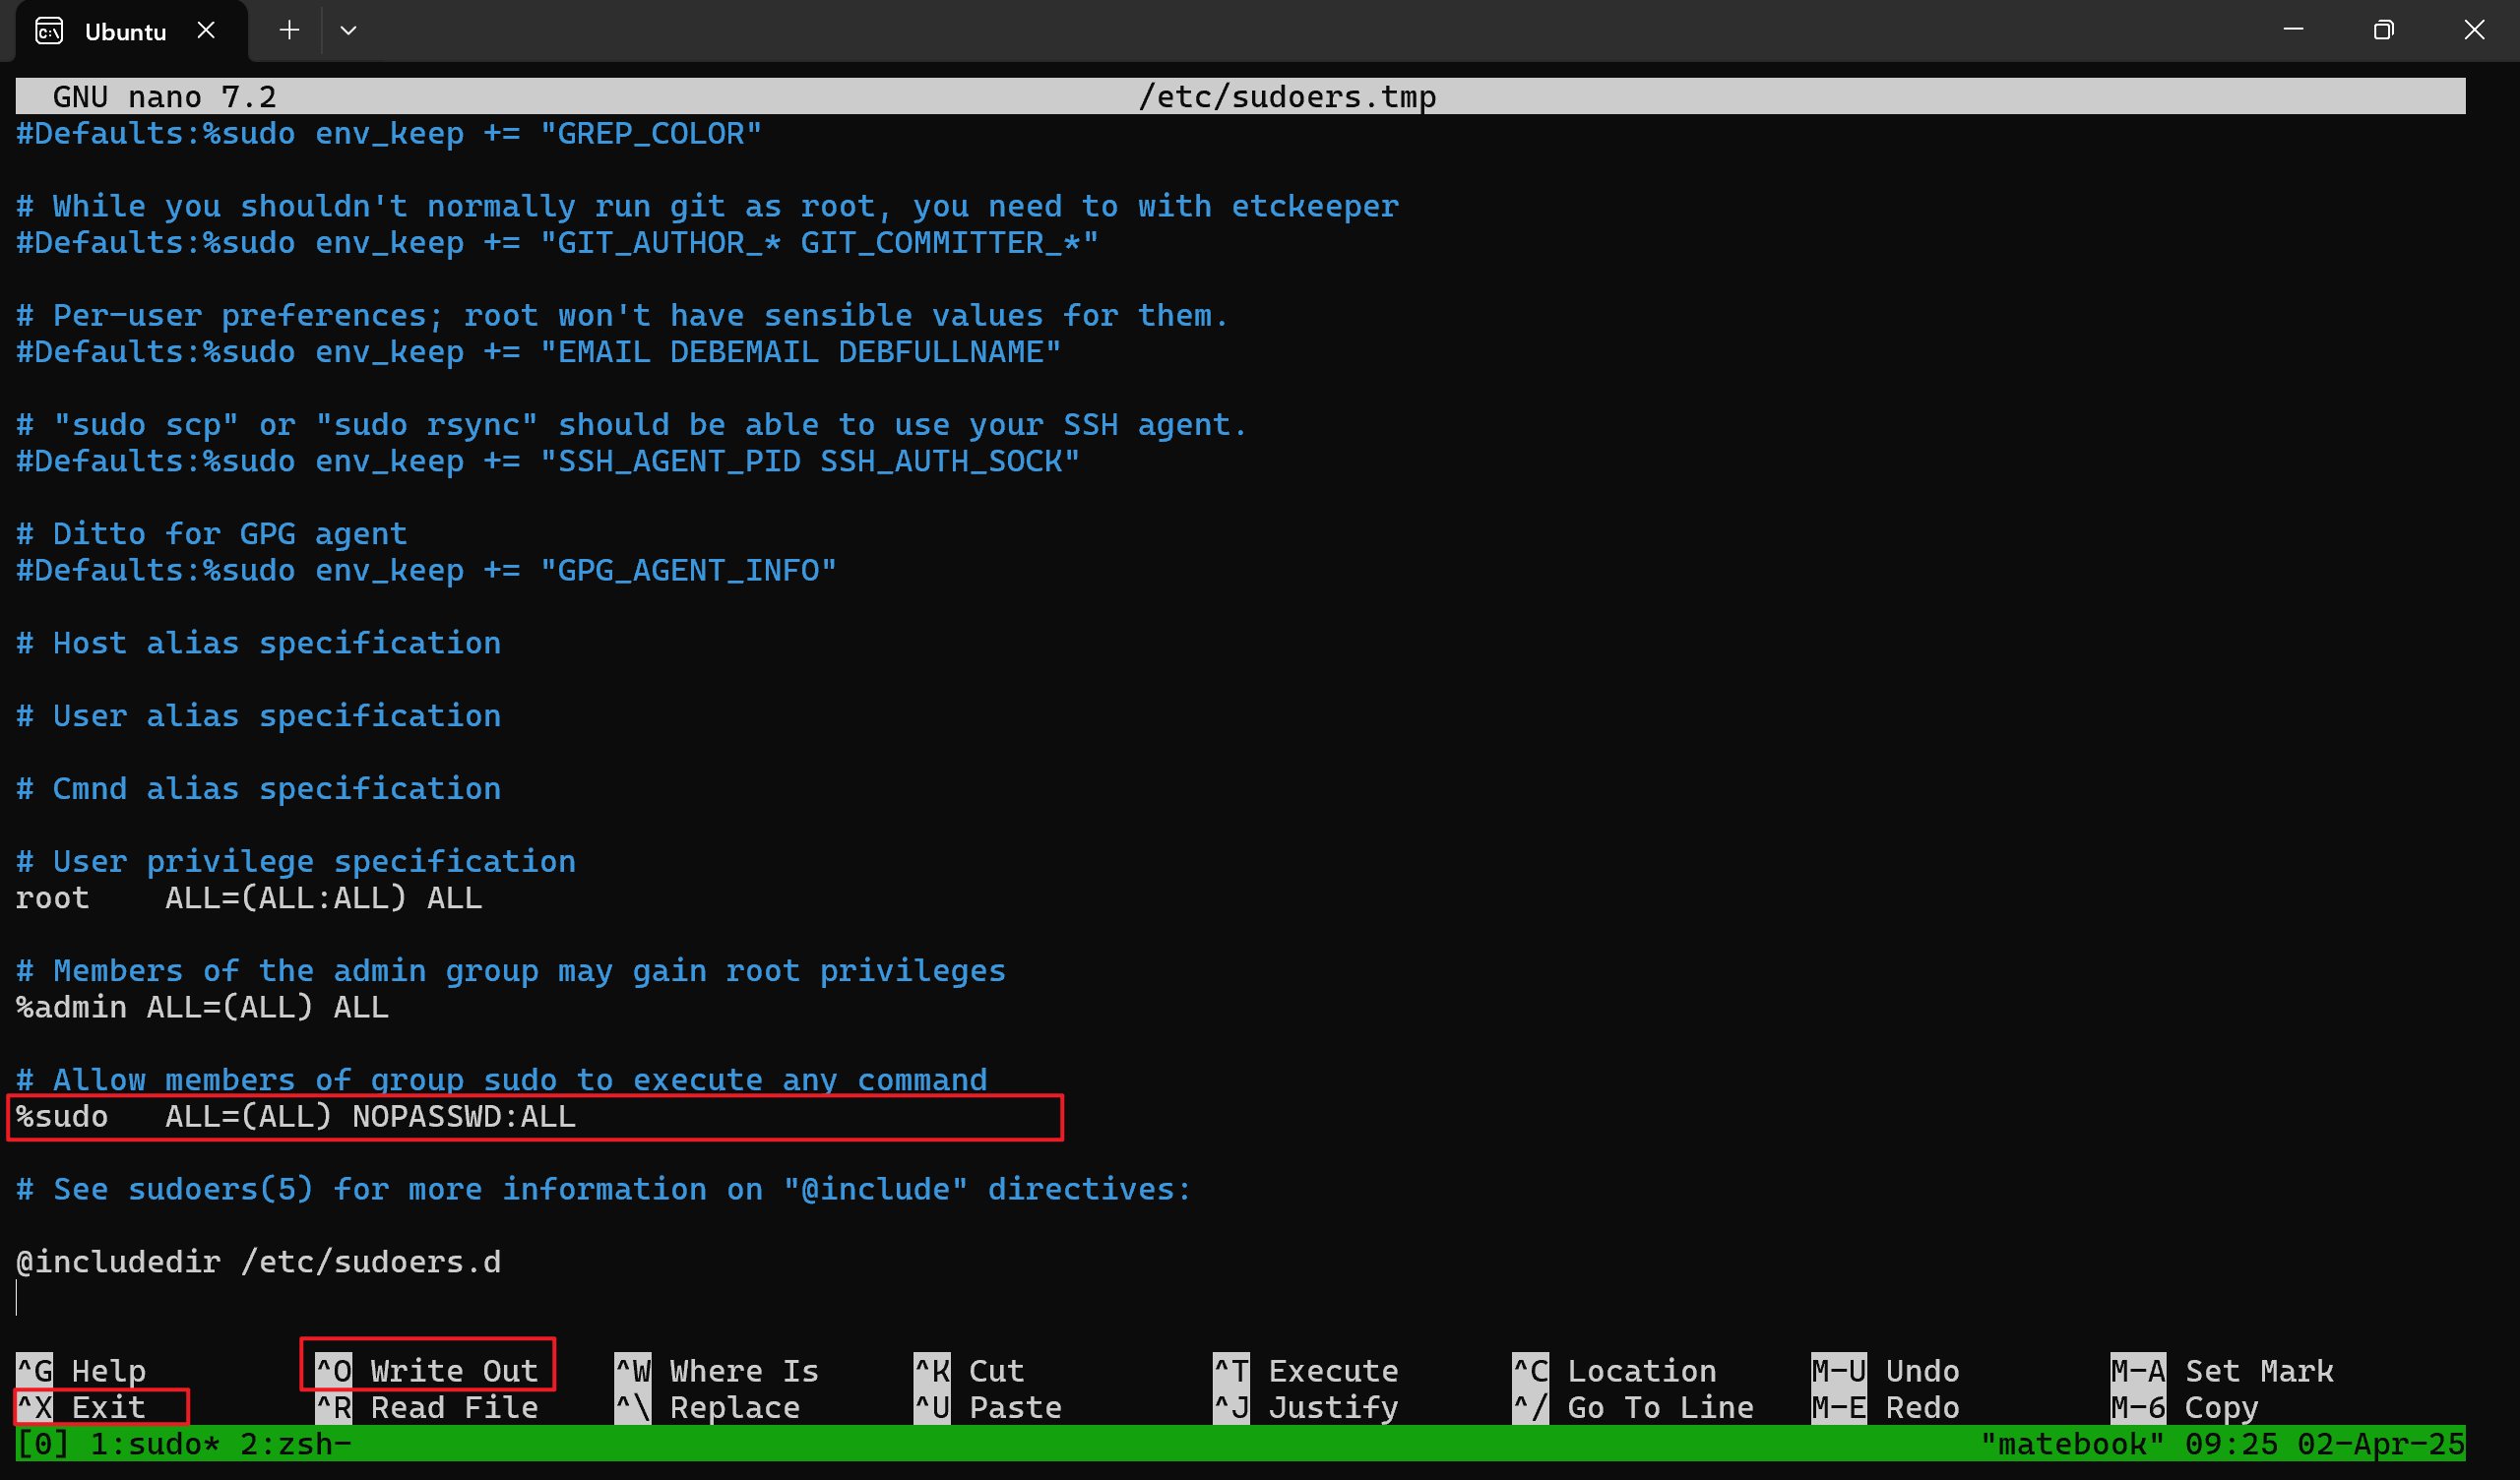 Ubuntu
GNU nano 7.2 /etc/sudoers.tmp
#Defaults:%sudo env_keep += "GREP_COLOR"
# While you shouldn't normally run git as root, you need to with etckeeper
#Defaults:%sudo env_keep += "GIT_AUTHOR_* GIT_COMMITTER_*"
# Per-user preferences; root won't have sensible values for them.
#Defaults:%sudo env_keep += "EMAIL DEBEMAIL DEBFULLNAME"
# "sudo scp" or "sudo rsync" should be able to use your SSH agent.
#Defaults:%sudo env_keep += "SSH_AGENT_PID SSH_AUTH_SOCK"
# Ditto for GPG agent
#Defaults:%sudo env_keep += "GPG_AGENT_INFO"
# Host alias specification
# User alias specification
# Cmnd alias specification
# User privilege specification
root    ALL=(ALL:ALL) ALL
# Members of the admin group may gain root privileges
%admin ALL=(ALL) ALL
# Allow members of group sudo to execute any command
%sudo   ALL=(ALL) NOPASSWD:ALL
# See sudoers(5) for more information on "@include" directives:
@includedir /etc/sudoers.d
^G Help ^O Write Out ^W Where Is ^K Cut ^T Execute ^C Location M-U Undo M-A Set Mark
^X Exit ^R Read File ^\ Replace ^U Paste ^J Justify ^/ Go To Line M-E Redo M-6 Copy
[0] 1:sudo* 2:zsh- "matebook" 09:25 02-Apr-25